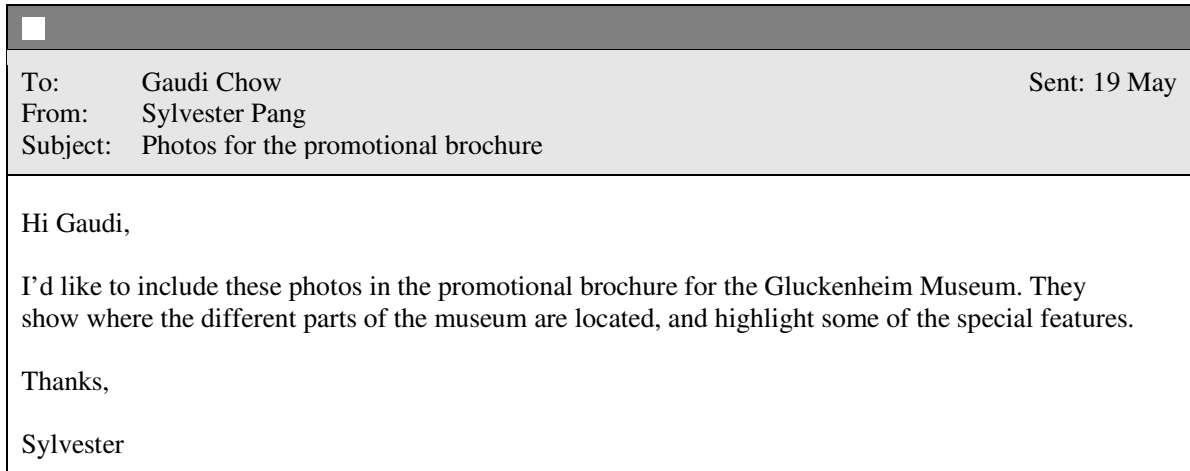 To: Gaudi Chow Sent: 19 May
From: Sylvester Pang
Subject: Photos for the promotional brochure
Hi Gaudi,
I’d like to include these photos in the promotional brochure for the Gluckenheim Museum. They
show where the different parts of the museum are located, and highlight some of the special features.
Thanks,
Sylvester